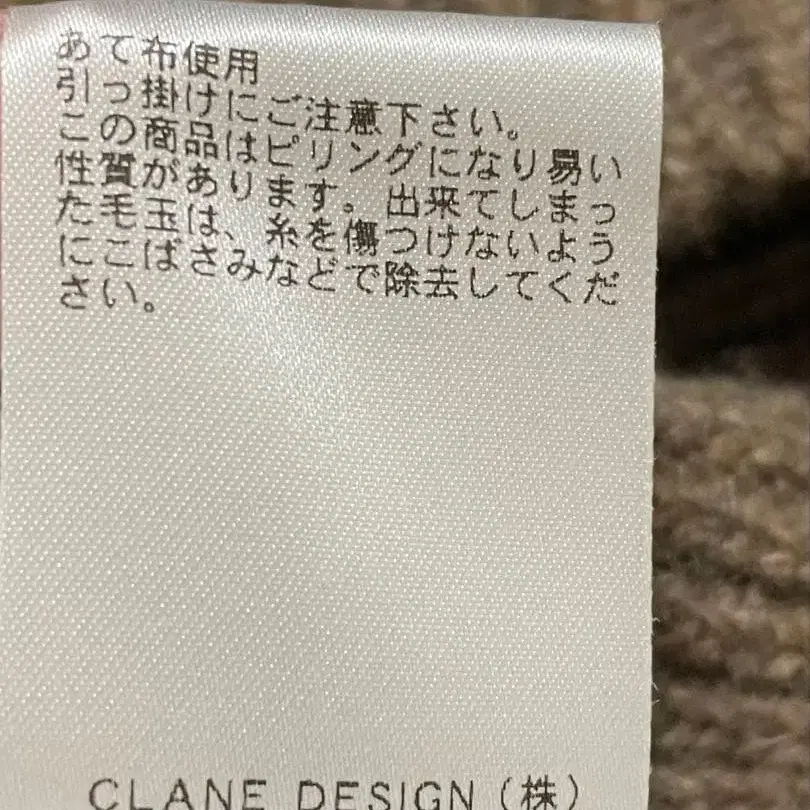 あて布使用
引っ掛けにご注意下さい。
この商品はピリングになり易い
性質があります。出来てしまっ
た毛玉は、糸を傷つけないよう
にこばさみなどで除去してくだ
さい。
CLANE DESIGN（株）